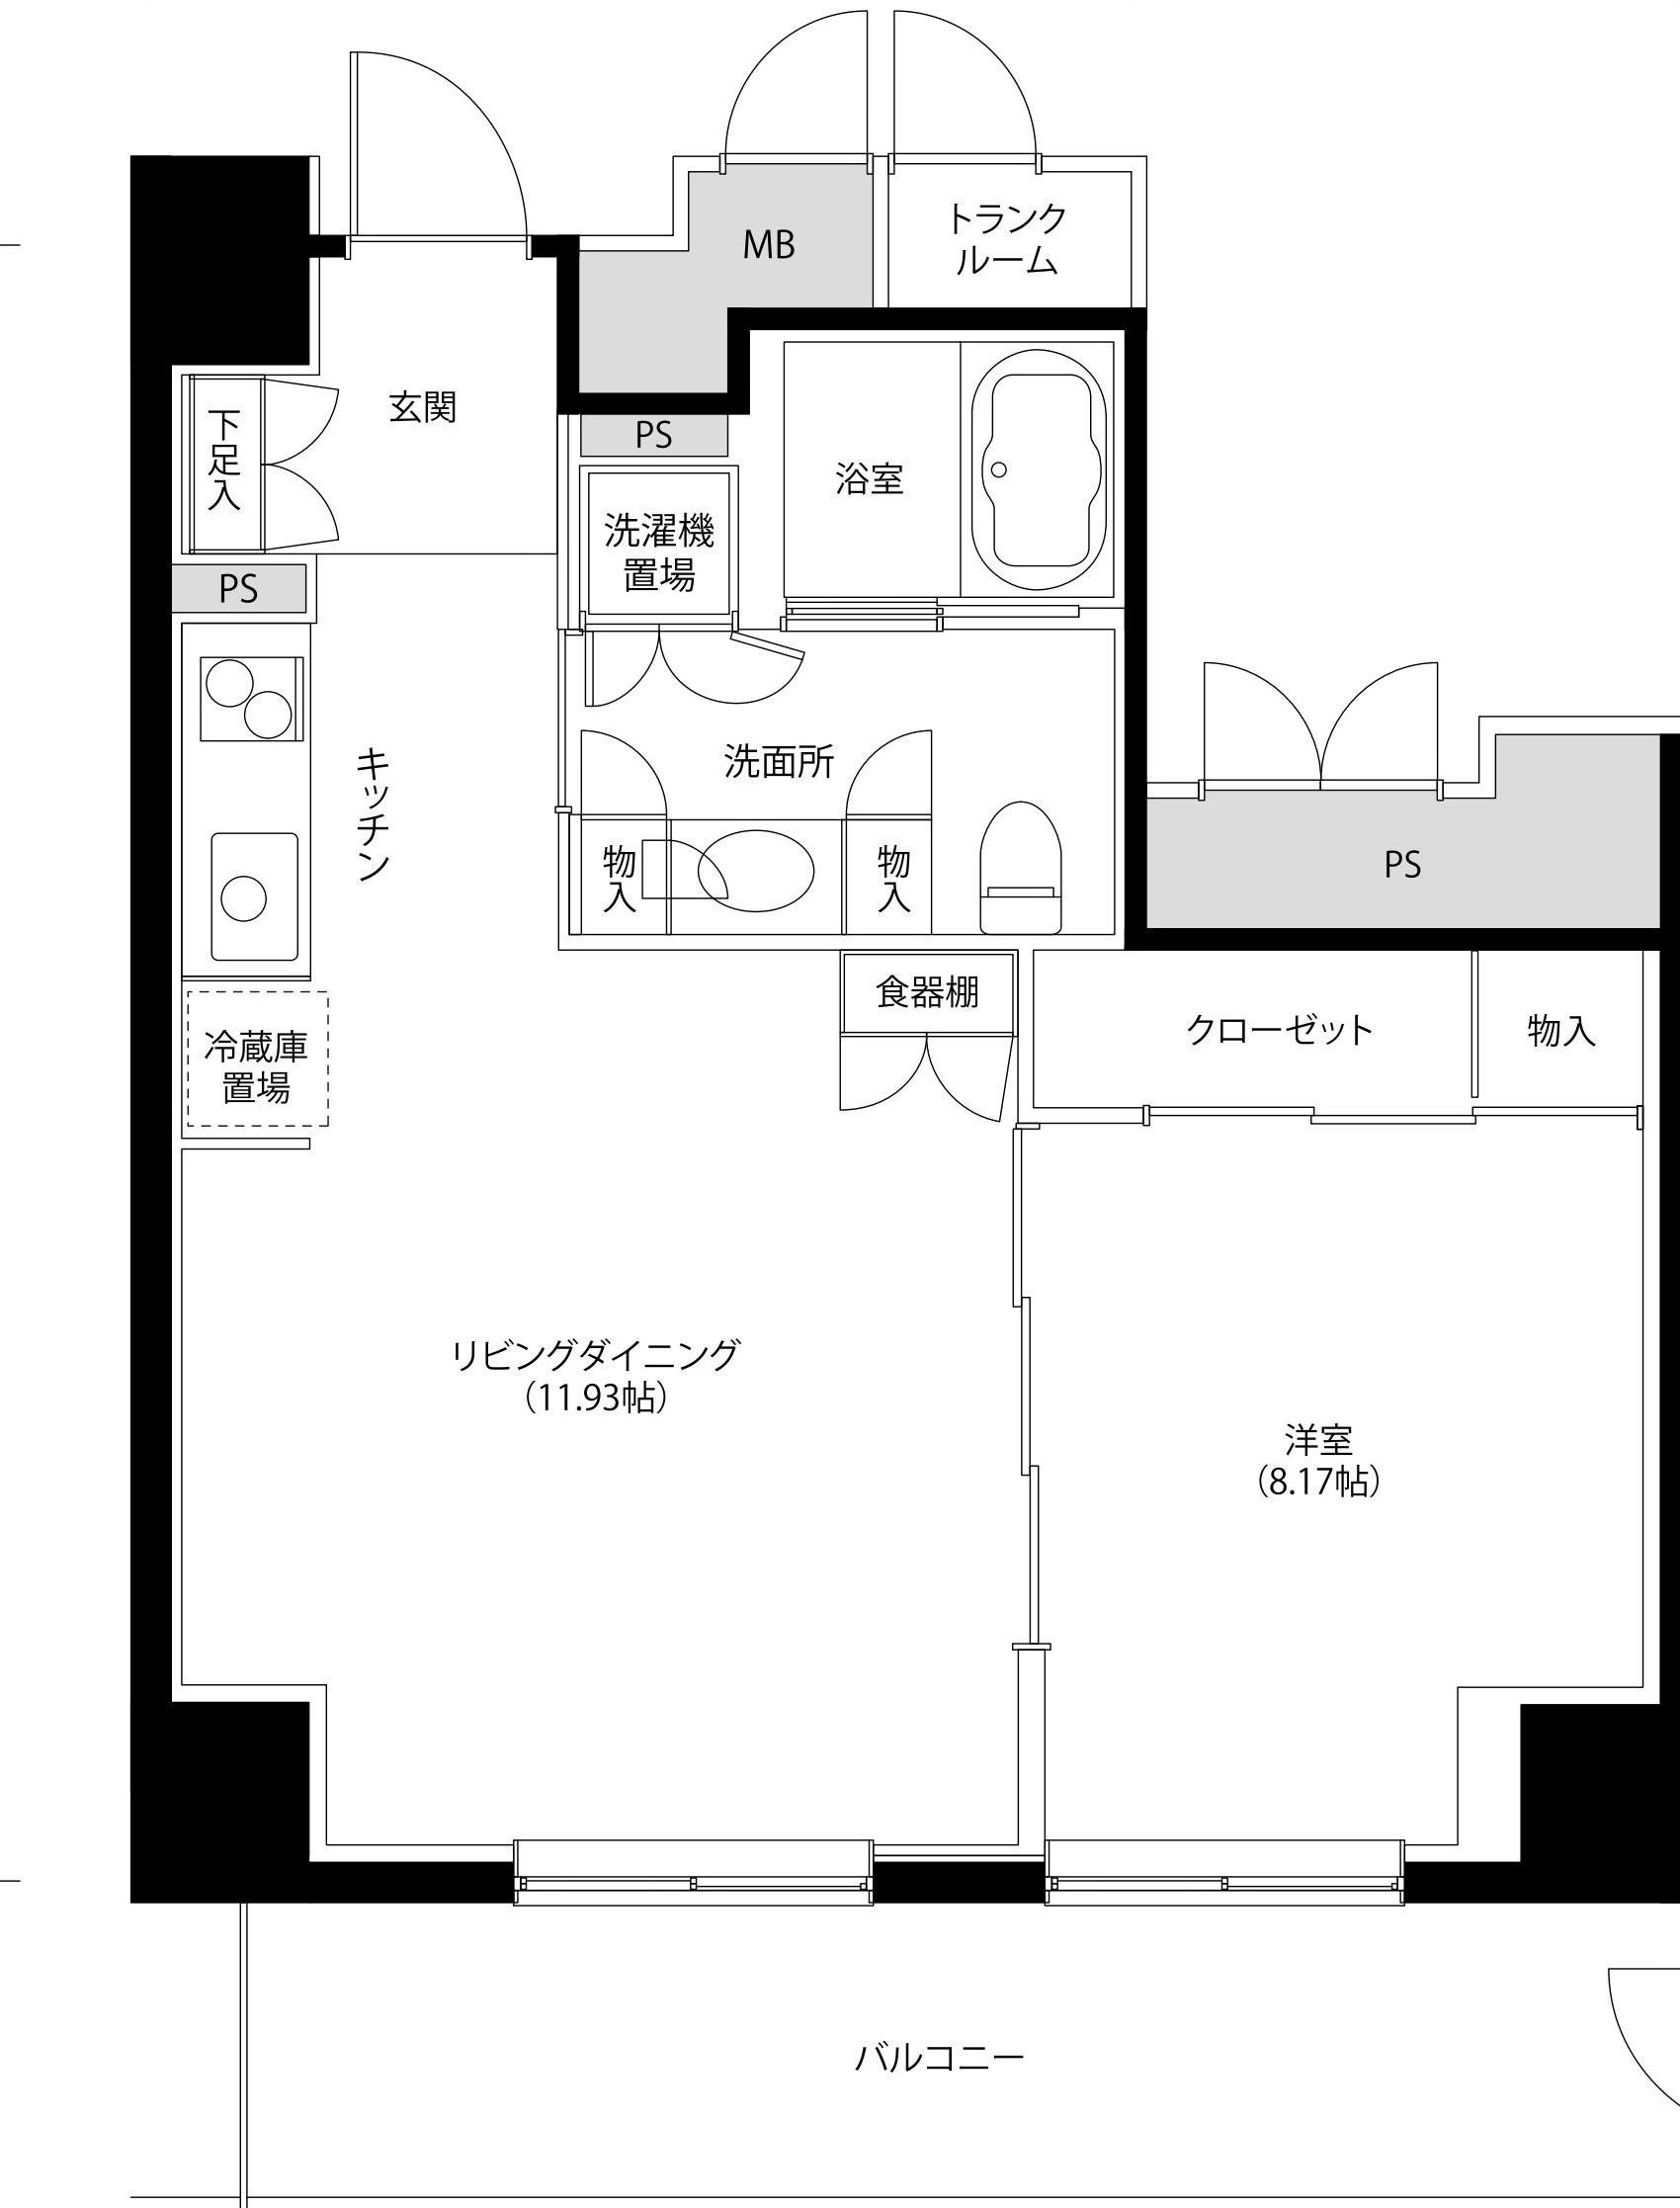 MB
トランク
ルーム
玄関
下足入
PS
浴室
洗濯機
置場
PS
キッチン
洗面所
物入
物入
PS
食器棚
冷蔵庫
置場
クローゼット
物入
リビングダイニング
（11.93帖）
洋室
（8.17帖）
バルコニー